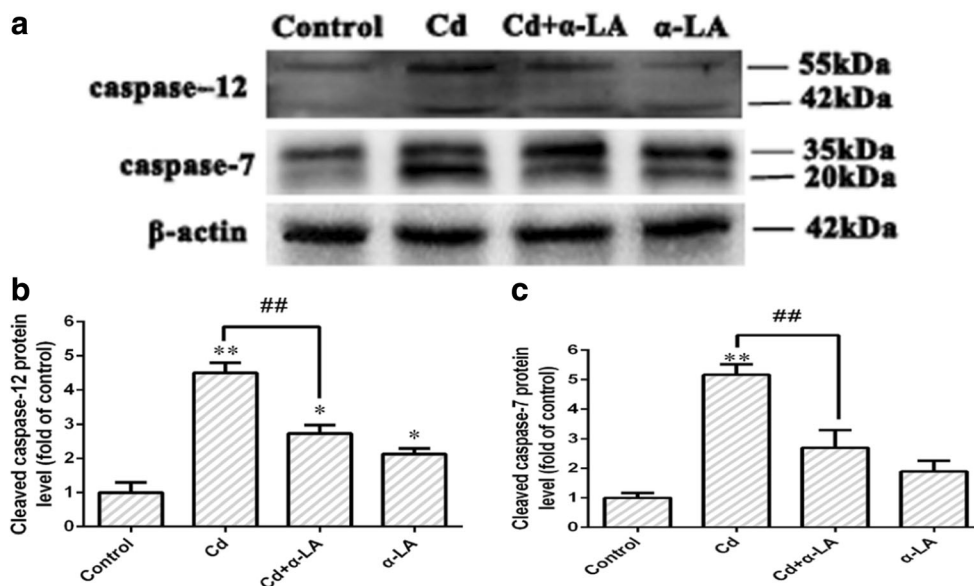 a
Control Cd Cd+α-LA α-LA
caspase-12
55kDa
42kDa
caspase-7
35kDa
20kDa
β-actin
42kDa
b
Cleaved caspase-12 protein
level (fold of control)
6
5
4
3
2
1
0
##
**
*
*
Control Cd Cd+α-LA α-LA
c
Cleaved caspase-7 protein
level (fold of control)
6
5
4
3
2
1
0
##
**
Control Cd Cd+α-LA α-LA